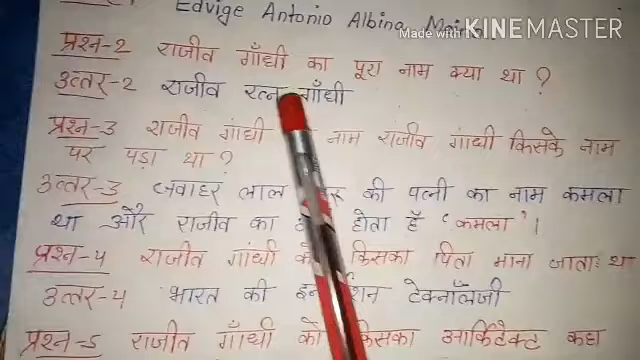 Edvige Antonio Albina
Made with KINEMASTER
प्रश्न-2 राजीव गाँधी का पूरा नाम क्या था ?
उत्तर-2 राजीव रत्न गाँधी
प्रश्न-3 राजीव गांधी नाम राजीव गांधी किसके नाम
पर पड़ा था ?
उत्तर-3 जवाहर लाल की पत्नी का नाम कमला
था और राजीव का होता है 'कमला' ।
प्रश्न-4 राजीव गांधी किसका पिता माना जाता था
उत्तर-4 भारत की टेक्नॉलॉजी
प्रश्न-5 राजीव गाँधी को किसका आर्किटेक्ट कहा